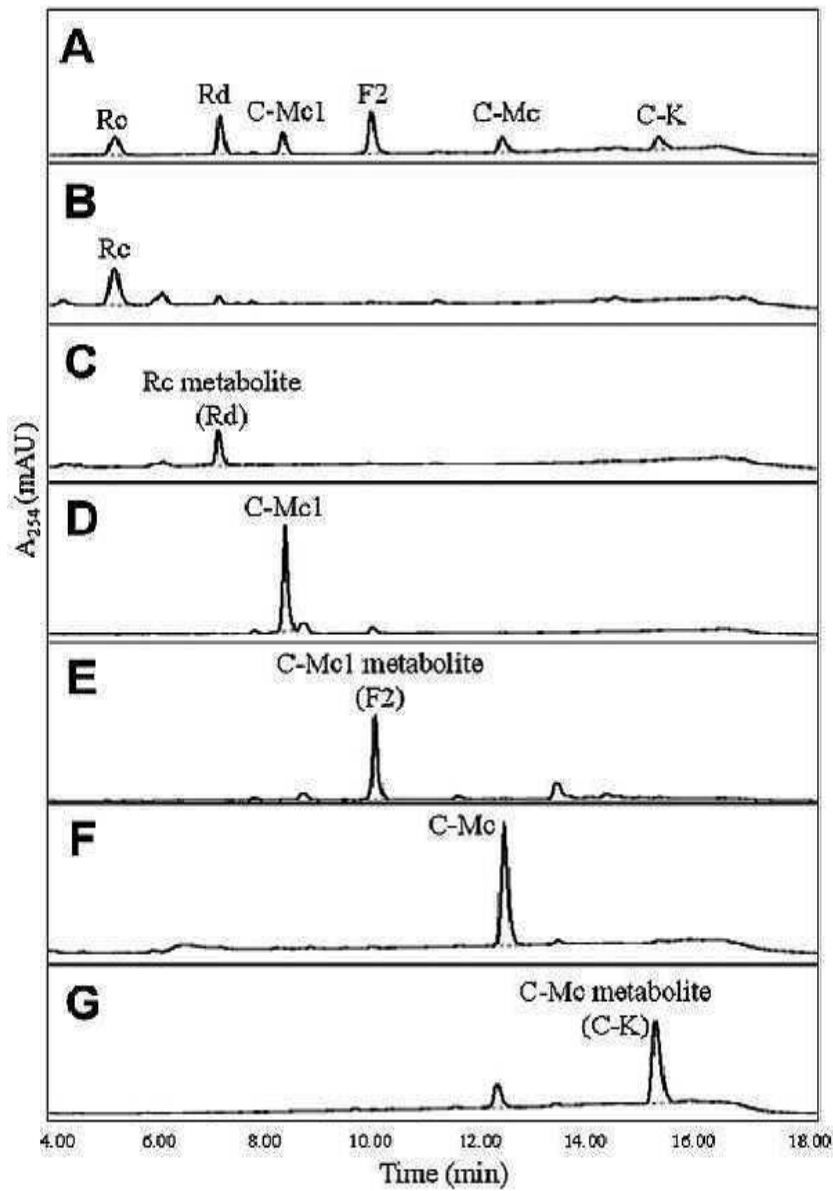 A
Rc
Rd
C-Mc1
F2
C-Mc
C-K
B
Rc
C
Rc metabolite
(Rd)
D
C-Mc1
E
C-Mc1 metabolite
(F2)
F
C-Mc
G
C-Mc metabolite
(C-K)
A254 (mAU)
4.00 6.00 8.00 10.00 12.00 14.00 16.00 18.00
Time (min)